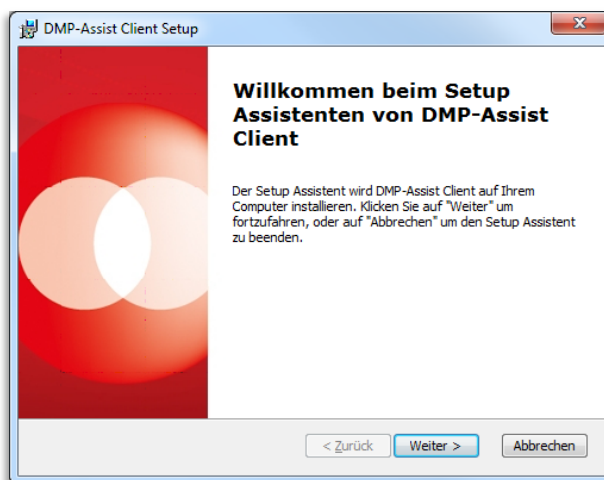 DMP-Assist Client Setup
Willkommen beim Setup
Assistenten von DMP-Assist
Client
Der Setup Assistent wird DMP-Assist Client auf Ihrem
Computer installieren. Klicken Sie auf "Weiter" um
fortzufahren, oder auf "Abbrechen" um den Setup Assistent
zu beenden.
< Zurück
Weiter >
Abbrechen